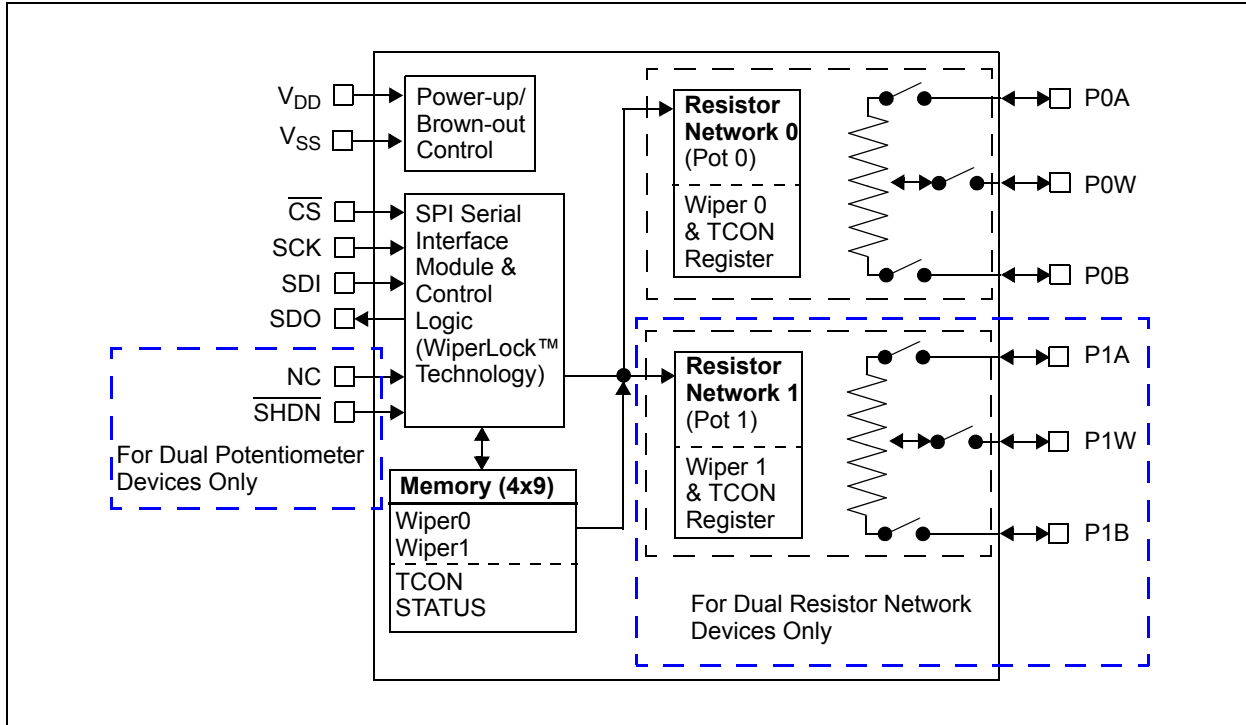 VDD
VSS
CS
SCK
SDI
SDO
NC
SHDN
For Dual Potentiometer
Devices Only
Power-up/
Brown-out
Control
SPI Serial
Interface
Module &
Control
Logic
(WiperLock™
Technology)
Memory (4x9)
Wiper0
Wiper1
TCON
STATUS
Resistor
Network 0
(Pot 0)
Wiper 0
& TCON
Register
Resistor
Network 1
(Pot 1)
Wiper 1
& TCON
Register
For Dual Resistor Network
Devices Only
P0A
P0W
P0B
P1A
P1W
P1B